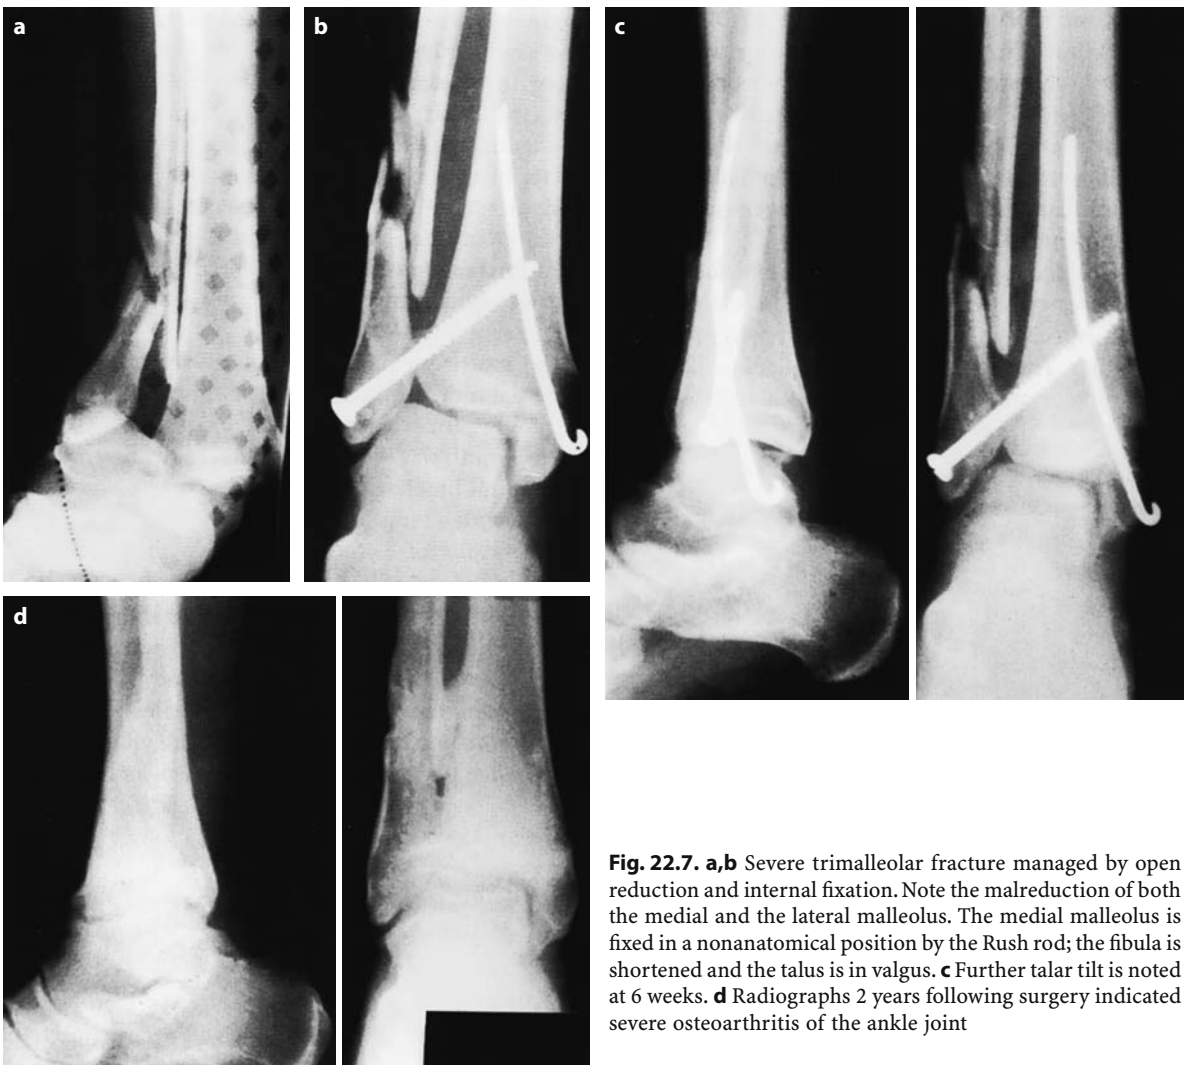 a
b
c
d
Fig. 22.7. a,b Severe trimalleolar fracture managed by open
reduction and internal fixation. Note the malreduction of both
the medial and the lateral malleolus. The medial malleolus is
fixed in a nonanatomical position by the Rush rod; the fibula is
shortened and the talus is in valgus. c Further talar tilt is noted
at 6 weeks. d Radiographs 2 years following surgery indicated
severe osteoarthritis of the ankle joint